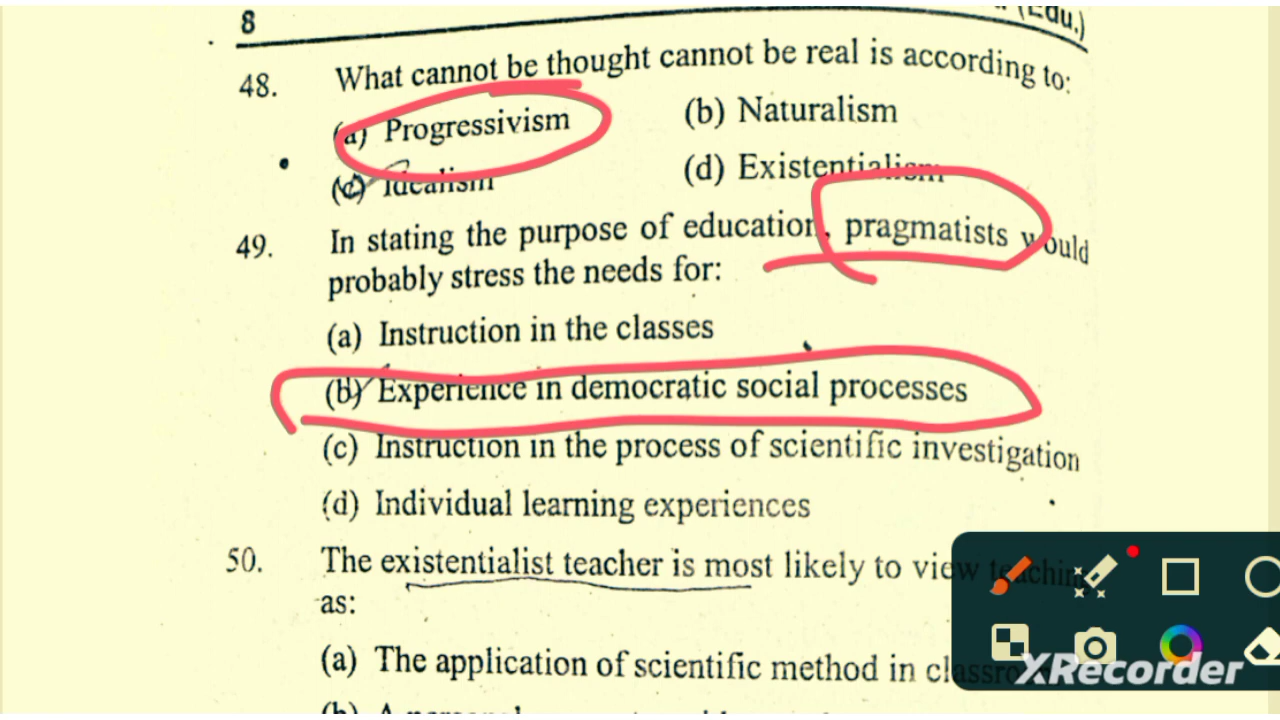 8
(Edu.)
48. What cannot be thought cannot be real is according to:
(a) Progressivism (b) Naturalism
(c) Idealism (d) Existentialism
49. In stating the purpose of education, pragmatists would
probably stress the needs for:
(a) Instruction in the classes
(b) Experience in democratic social processes
(c) Instruction in the process of scientific investigation
(d) Individual learning experiences
50. The existentialist teacher is most likely to view teaching
as:
(a) The application of scientific method in
XRecorder
(b) A